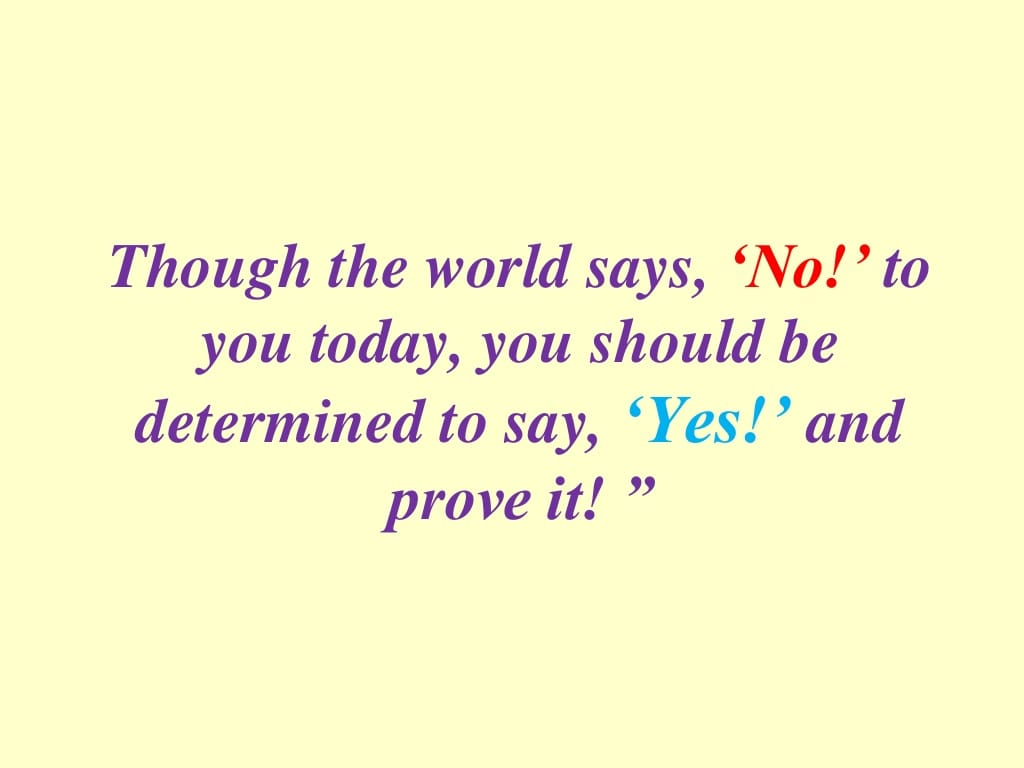 Though the world says, ‘No!’ to
you today, you should be
determined to say, ‘Yes!’ and
prove it! ”